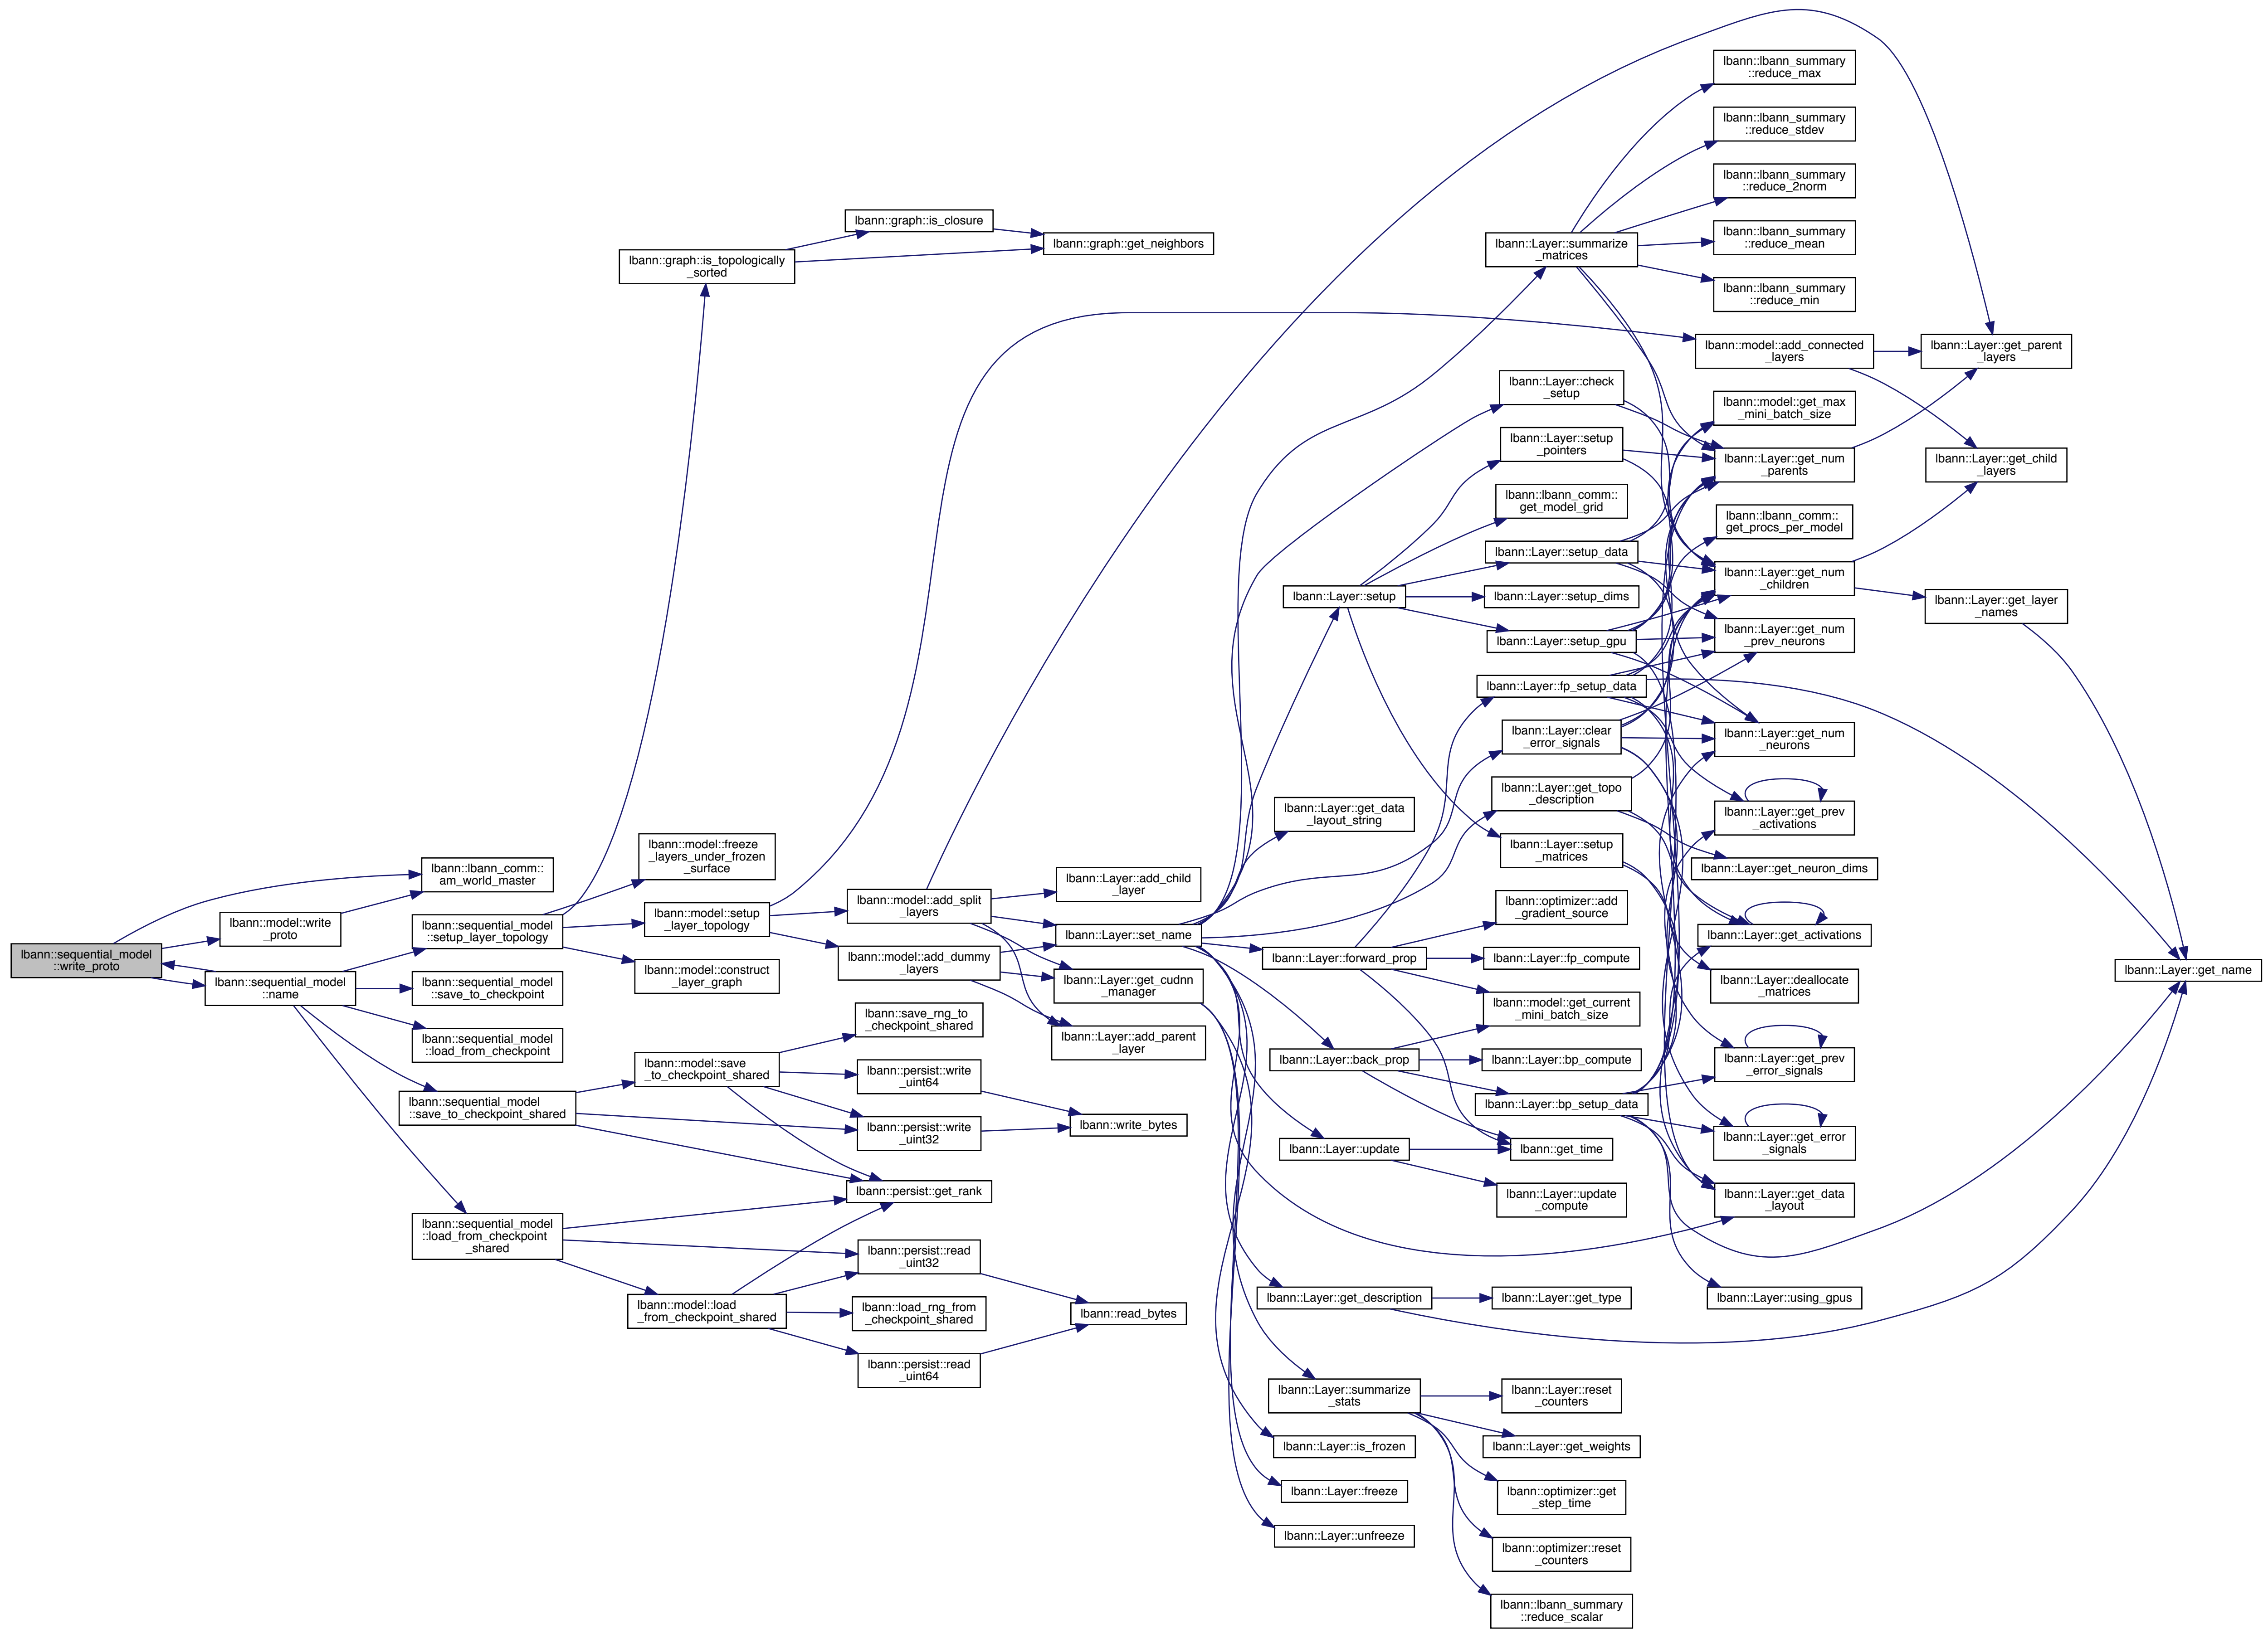 lbann::sequential_model
::write_proto
lbann::lbann_comm::
am_world_master
lbann::model::write
_proto
lbann::sequential_model
::name
lbann::sequential_model
::setup_layer_topology
lbann::sequential_model
::save_to_checkpoint
lbann::sequential_model
::load_from_checkpoint
lbann::sequential_model
::save_to_checkpoint_shared
lbann::sequential_model
::load_from_checkpoint
_shared
lbann::graph::is_topologically
_sorted
lbann::model::freeze
_layers_under_frozen
_surface
lbann::model::setup
_layer_topology
lbann::model::construct
_layer_graph
lbann::model::save
_to_checkpoint_shared
lbann::model::load
_from_checkpoint_shared
lbann::graph::is_closure
lbann::graph::get_neighbors
lbann::model::add_split
_layers
lbann::model::add_dummy
_layers
lbann::save_rng_to
_checkpoint_shared
lbann::persist::write
_uint64
lbann::persist::write
_uint32
lbann::persist::get_rank
lbann::persist::read
_uint32
lbann::load_rng_from
_checkpoint_shared
lbann::persist::read
_uint64
lbann::Layer::add_child
_layer
lbann::Layer::set_name
lbann::Layer::get_cudnn
_manager
lbann::Layer::add_parent
_layer
lbann::write_bytes
lbann::read_bytes
lbann::Layer::setup
lbann::Layer::get_data
_layout_string
lbann::Layer::forward_prop
lbann::Layer::back_prop
lbann::Layer::update
lbann::Layer::get_description
lbann::Layer::summarize
_stats
lbann::Layer::is_frozen
lbann::Layer::freeze
lbann::Layer::unfreeze
lbann::Layer::summarize
_matrices
lbann::Layer::check
_setup
lbann::Layer::setup
_pointers
lbann::lbann_comm::
get_model_grid
lbann::Layer::setup_data
lbann::Layer::setup_dims
lbann::Layer::setup_gpu
lbann::Layer::fp_setup_data
lbann::Layer::clear
_error_signals
lbann::Layer::get_topo
_description
lbann::Layer::setup
_matrices
lbann::optimizer::add
_gradient_source
lbann::Layer::fp_compute
lbann::model::get_current
_mini_batch_size
lbann::Layer::bp_compute
lbann::Layer::bp_setup_data
lbann::get_time
lbann::Layer::update
_compute
lbann::Layer::get_type
lbann::Layer::reset
_counters
lbann::Layer::get_weights
lbann::optimizer::get
_step_time
lbann::optimizer::reset
_counters
lbann::lbann_summary
::reduce_scalar
lbann::lbann_summary
::reduce_max
lbann::lbann_summary
::reduce_stdev
lbann::lbann_summary
::reduce_2norm
lbann::lbann_summary
::reduce_mean
lbann::lbann_summary
::reduce_min
lbann::model::add_connected
_layers
lbann::model::get_max
_mini_batch_size
lbann::Layer::get_num
_parents
lbann::lbann_comm::
get_procs_per_model
lbann::Layer::get_num
_children
lbann::Layer::get_num
_prev_neurons
lbann::Layer::get_num
_neurons
lbann::Layer::get_prev
_activations
lbann::Layer::get_neuron_dims
lbann::Layer::get_activations
lbann::Layer::deallocate
_matrices
lbann::Layer::get_prev
_error_signals
lbann::Layer::get_error
_signals
lbann::Layer::get_data
_layout
lbann::Layer::using_gpus
lbann::Layer::get_parent
_layers
lbann::Layer::get_child
_layers
lbann::Layer::get_layer
_names
lbann::Layer::get_name